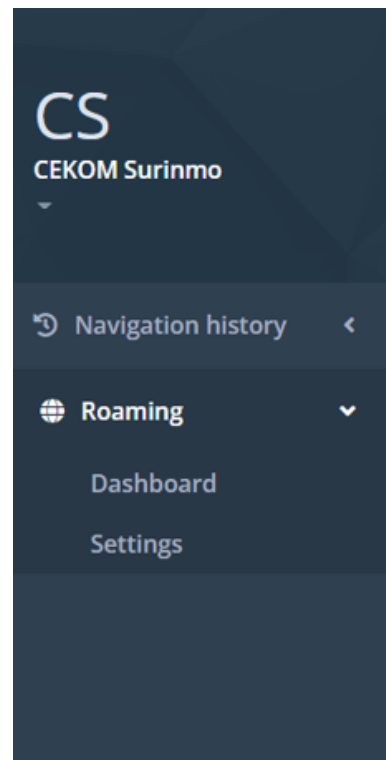 CS
CEKOM Surinmo
Navigation history
Roaming
Dashboard
Settings